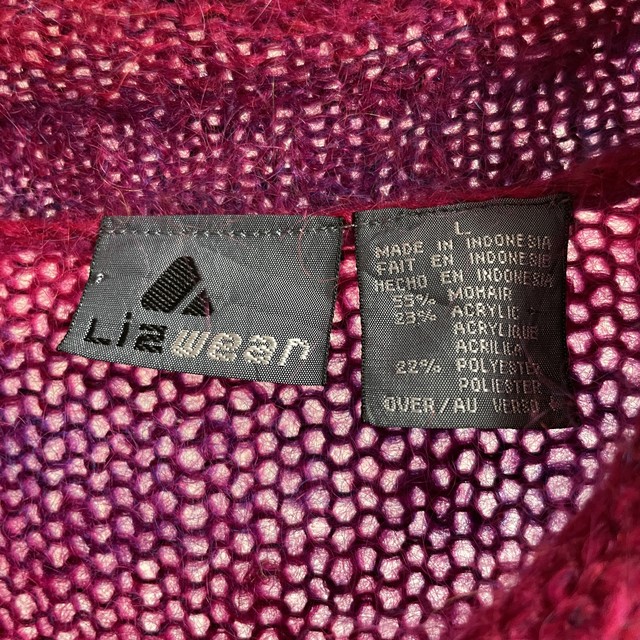 Lizwear
L
MADE IN INDONESIA
FAIT EN INDONESIE
HECHO EN INDONESIA
55% MOHAIR
23% ACRYLIC
ACRYLIQUE
ACRILICA
22% POLYESTER
POLIESTER
OVER/AU VERSO